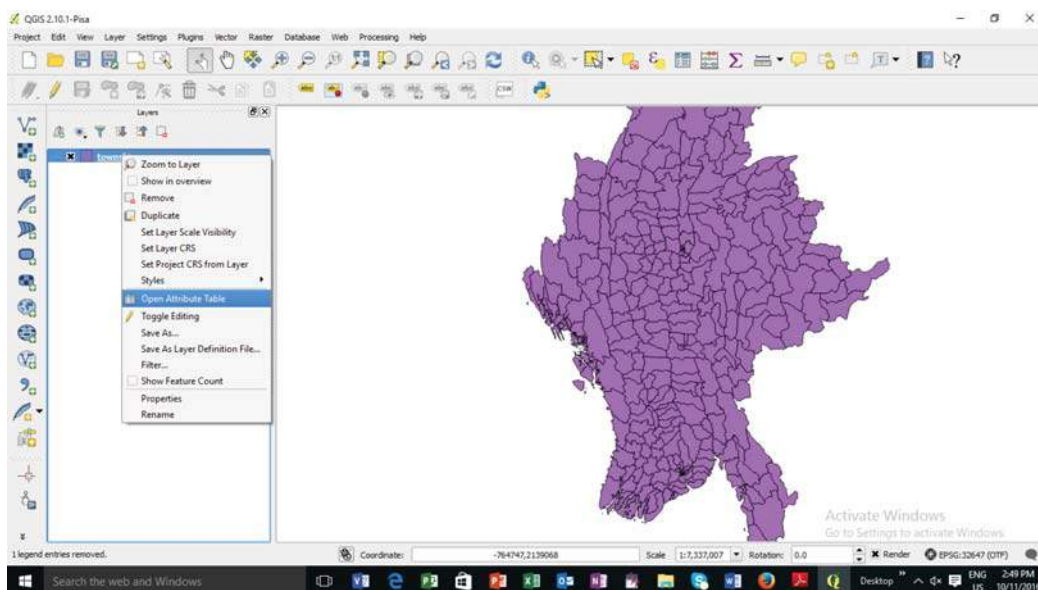 QGIS 2.10.1-Pisa
Project Edit View Layer Settings Plugins Vector Raster Database Web Processing Help
CSW
Layers
Zoom to Layer
Show in overview
Remove
Duplicate
Set Layer Scale Visibility
Set Layer CRS
Set Project CRS from Layer
Styles
Open Attribute Table
Toggle Editing
Save As...
Save As Layer Definition File...
Filter...
Show Feature Count
Properties
Rename
Activate Windows
Go to Settings to activate Windows.
1 legend entries removed.
Coordinate: -764747,2139068 Scale 1:7,337,007 Rotation: 0.0 Render EPSG:32647 (OTF)
Search the web and Windows
Desktop
ENG 2:49 PM
US